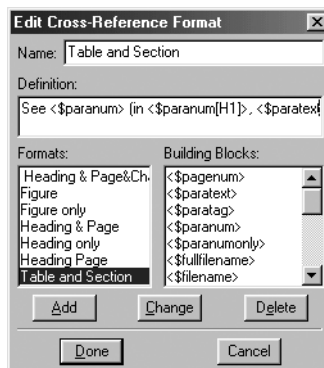 Edit Cross-Reference Format
Name: Table and Section
Definition:
See <$paranum> (in <$paranum[H1]>, <$paratext
Formats: Building Blocks:
Heading & Page&Cha <$pagenum>
Figure <$paratext>
Figure only <$paratag>
Heading & Page <$paranum>
Heading only <$paranumonly>
Heading Page <$fullfilename>
Table and Section <$filename>
Add Change Delete
Done Cancel